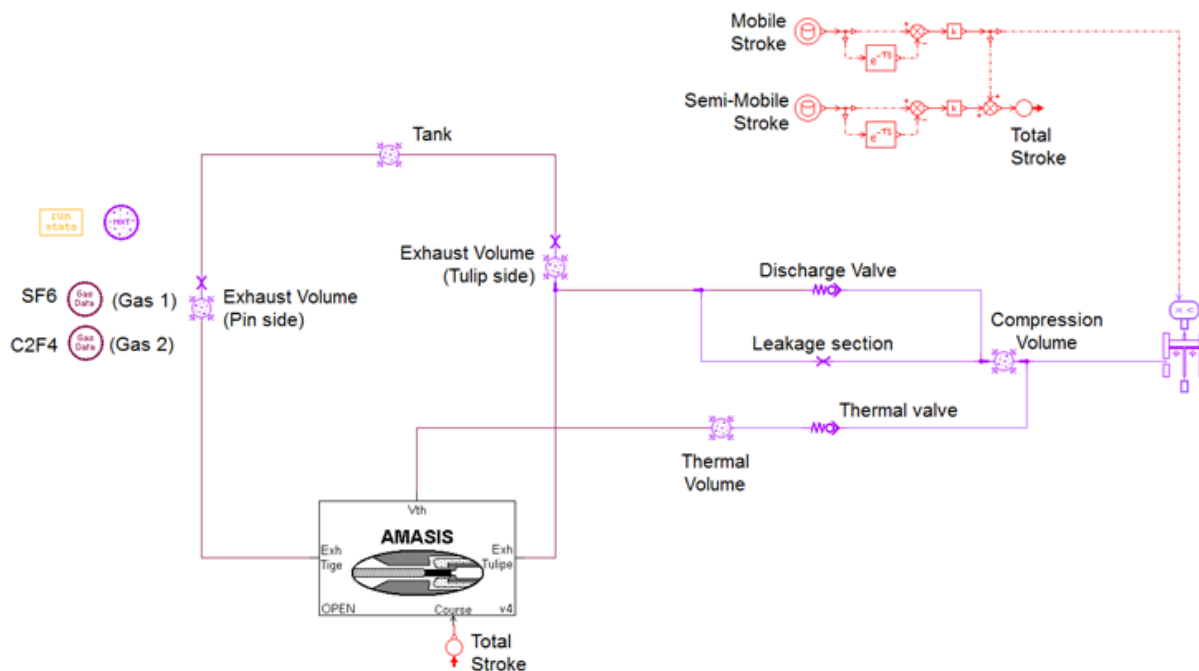 Mobile
Stroke
e-TS
k
Semi-Mobile
Stroke
e-TS
k
Total
Stroke
Tank
run
stats
MXT
SF6
Gas
Data
(Gas 1)
C2F4
Gas
Data
(Gas 2)
Exhaust Volume
(Pin side)
Exhaust Volume
(Tulip side)
Discharge Valve
Leakage section
Compression
Volume
Thermal valve
Thermal
Volume
Vth
AMASIS
Exh
Tige
Exh
Tulipe
OPEN
Course
v4
Total
Stroke